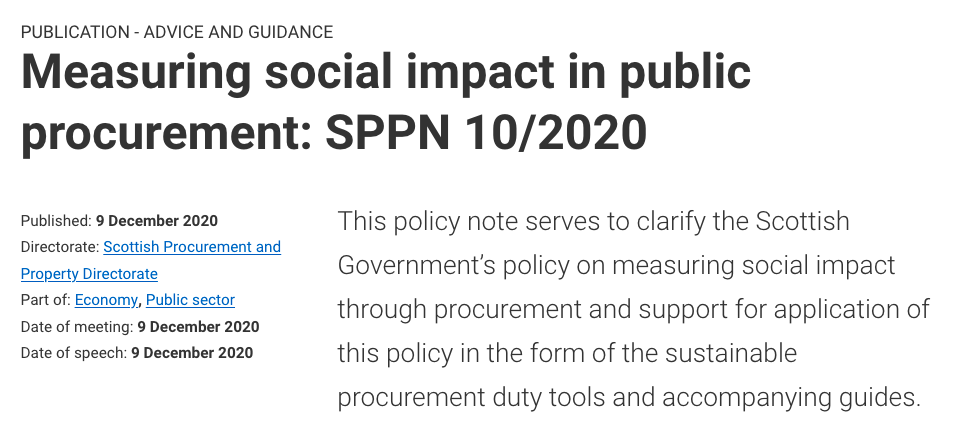 PUBLICATION - ADVICE AND GUIDANCE
Measuring social impact in public
procurement: SPPN 10/2020
Published: 9 December 2020
Directorate: Scottish Procurement and
Property Directorate
Part of: Economy, Public sector
Date of meeting: 9 December 2020
Date of speech: 9 December 2020
This policy note serves to clarify the Scottish
Government’s policy on measuring social impact
through procurement and support for application of
this policy in the form of the sustainable
procurement duty tools and accompanying guides.